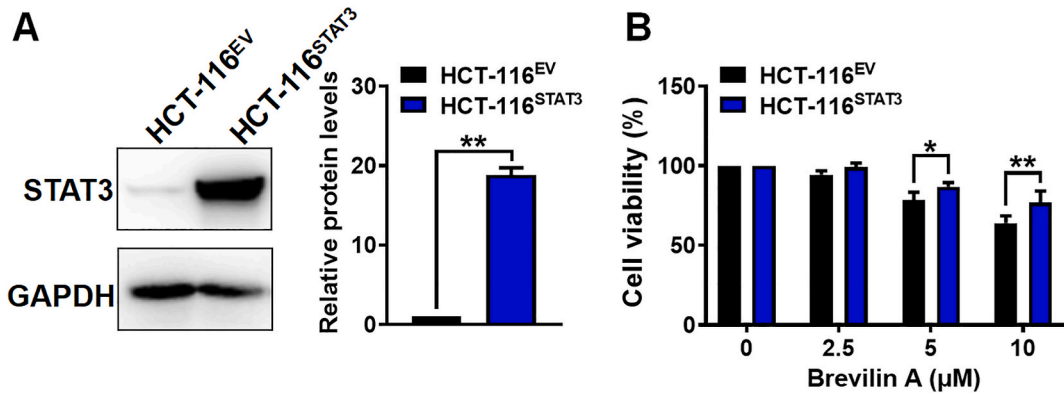 A
HCT-116EV
HCT-116STAT3
STAT3
GAPDH
HCT-116EV
HCT-116STAT3
Relative protein levels
30
20
10
0
**
B
HCT-116EV
HCT-116STAT3
Cell viability (%)
150
100
50
0
*
**
0 2.5 5 10
Brevilin A (μM)